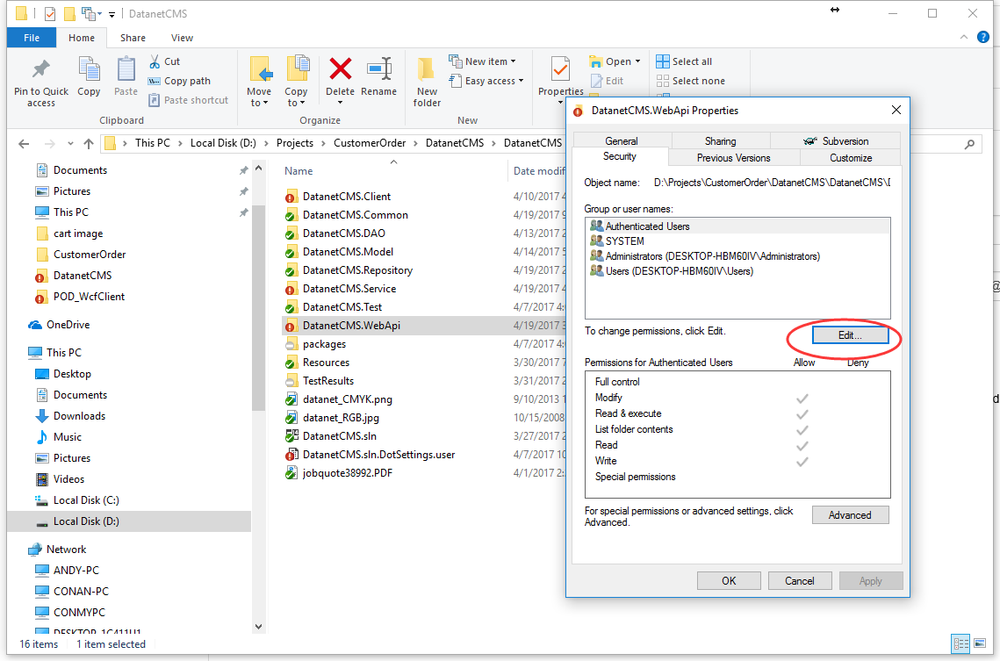 DatanetCMS
File Home Share View
Pin to Quick access
Copy
Paste
Cut
Copy path
Paste shortcut
Clipboard
Move to
Copy to
Delete
Rename
Organize
New folder
New item
Easy access
New
Properties
Open
Edit
Select all
Select none
This PC > Local Disk (D:) > Projects > CustomerOrder > DatanetCMS > DatanetCMS
Documents
Pictures
This PC
cart image
CustomerOrder
DatanetCMS
POD_WcfClient
OneDrive
This PC
Desktop
Documents
Downloads
Music
Pictures
Videos
Local Disk (C:)
Local Disk (D:)
Network
ANDY-PC
CONAN-PC
CONMYPC
Name Date modif
DatanetCMS.Client 4/10/2017 4
DatanetCMS.Common 4/19/2017 9
DatanetCMS.DAO 4/13/2017 2
DatanetCMS.Model 4/14/2017 5
DatanetCMS.Repository 4/19/2017 2
DatanetCMS.Service 4/19/2017 4
DatanetCMS.Test 4/7/2017 4:
DatanetCMS.WebApi 4/19/2017 3
packages 4/7/2017 4:
Resources 3/30/2017 7
TestResults 3/31/2017 2
datanet_CMYK.png 9/10/2013 1
datanet_RGB.jpg 10/15/2008
DatanetCMS.sln 3/27/2017 2
DatanetCMS.sln.DotSettings.user 4/7/2017 10
jobquote38992.PDF 4/1/2017 2:
16 items 1 item selected
DatanetCMS.WebApi Properties
General Sharing Subversion
Security Previous Versions Customize
Object name: D:\Projects\CustomerOrder\DatanetCMS\DatanetCMS\
Group or user names:
Authenticated Users
SYSTEM
Administrators (DESKTOP-HBM60IV\Administrators)
Users (DESKTOP-HBM60IV\Users)
To change permissions, click Edit.
Edit...
Permissions for Authenticated Users Allow Deny
Full control
Modify
Read & execute
List folder contents
Read
Write
Special permissions
For special permissions or advanced settings, click
Advanced.
Advanced
OK Cancel Apply